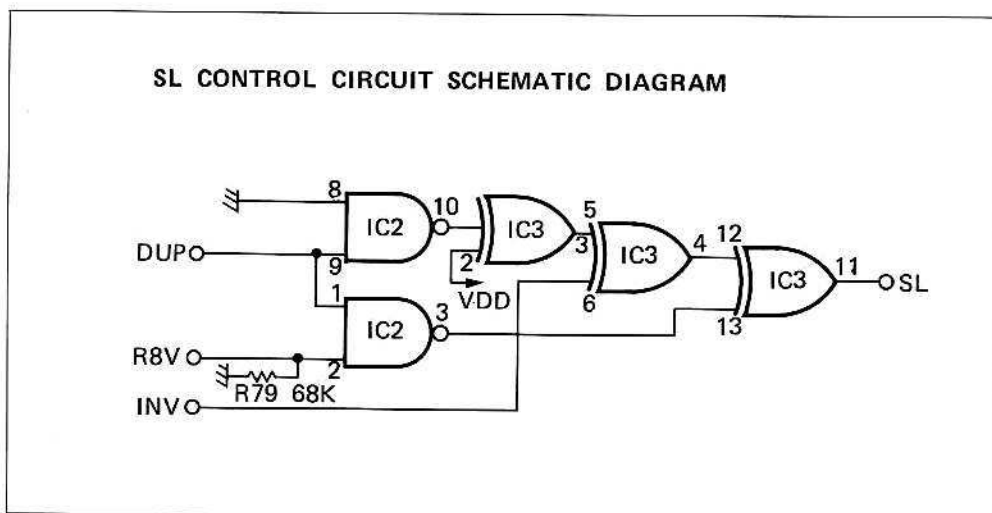 SL CONTROL CIRCUIT SCHEMATIC DIAGRAM
8
IC2
10
IC3
2
3
VDD
5
IC3
6
4
12
IC3
13
11
SL
DUP
9
1
IC2
3
R8V
2
R79 68K
INV